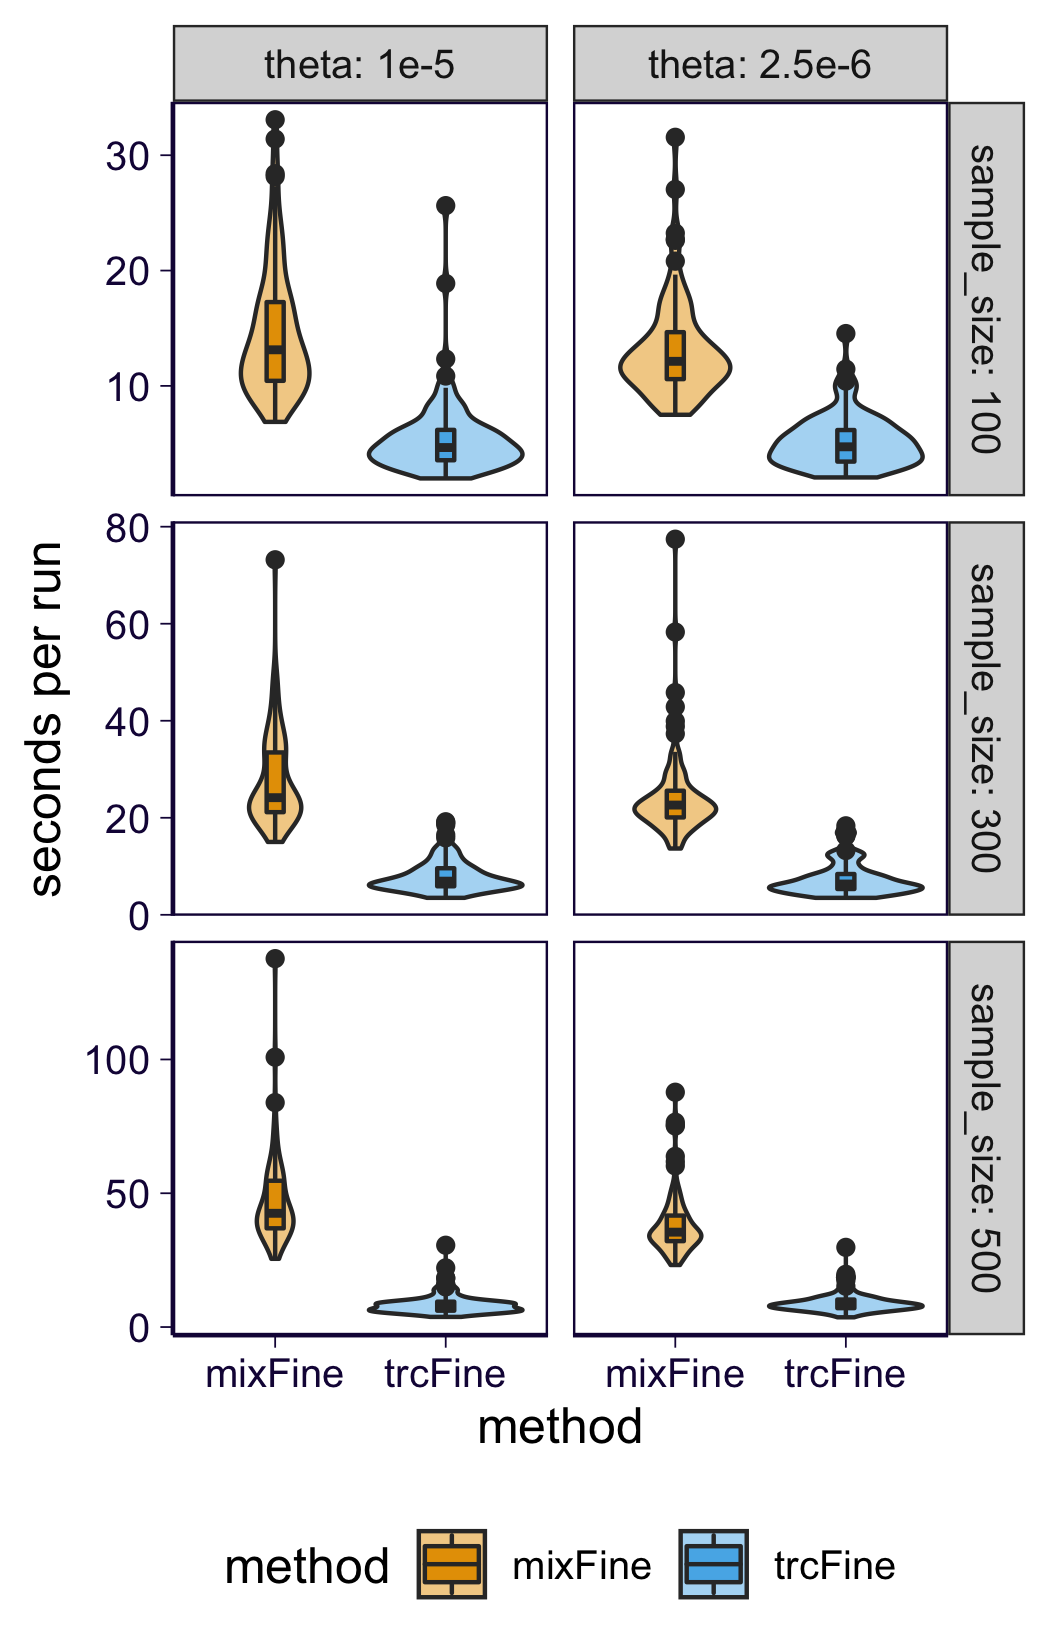 theta: 1e-5
theta: 2.5e-6
30
20
10
sample_size: 100
80
60
40
20
0
sample_size: 300
100
50
0
sample_size: 500
seconds per run
mixFine
trcFine
mixFine
trcFine
method
method
mixFine
trcFine